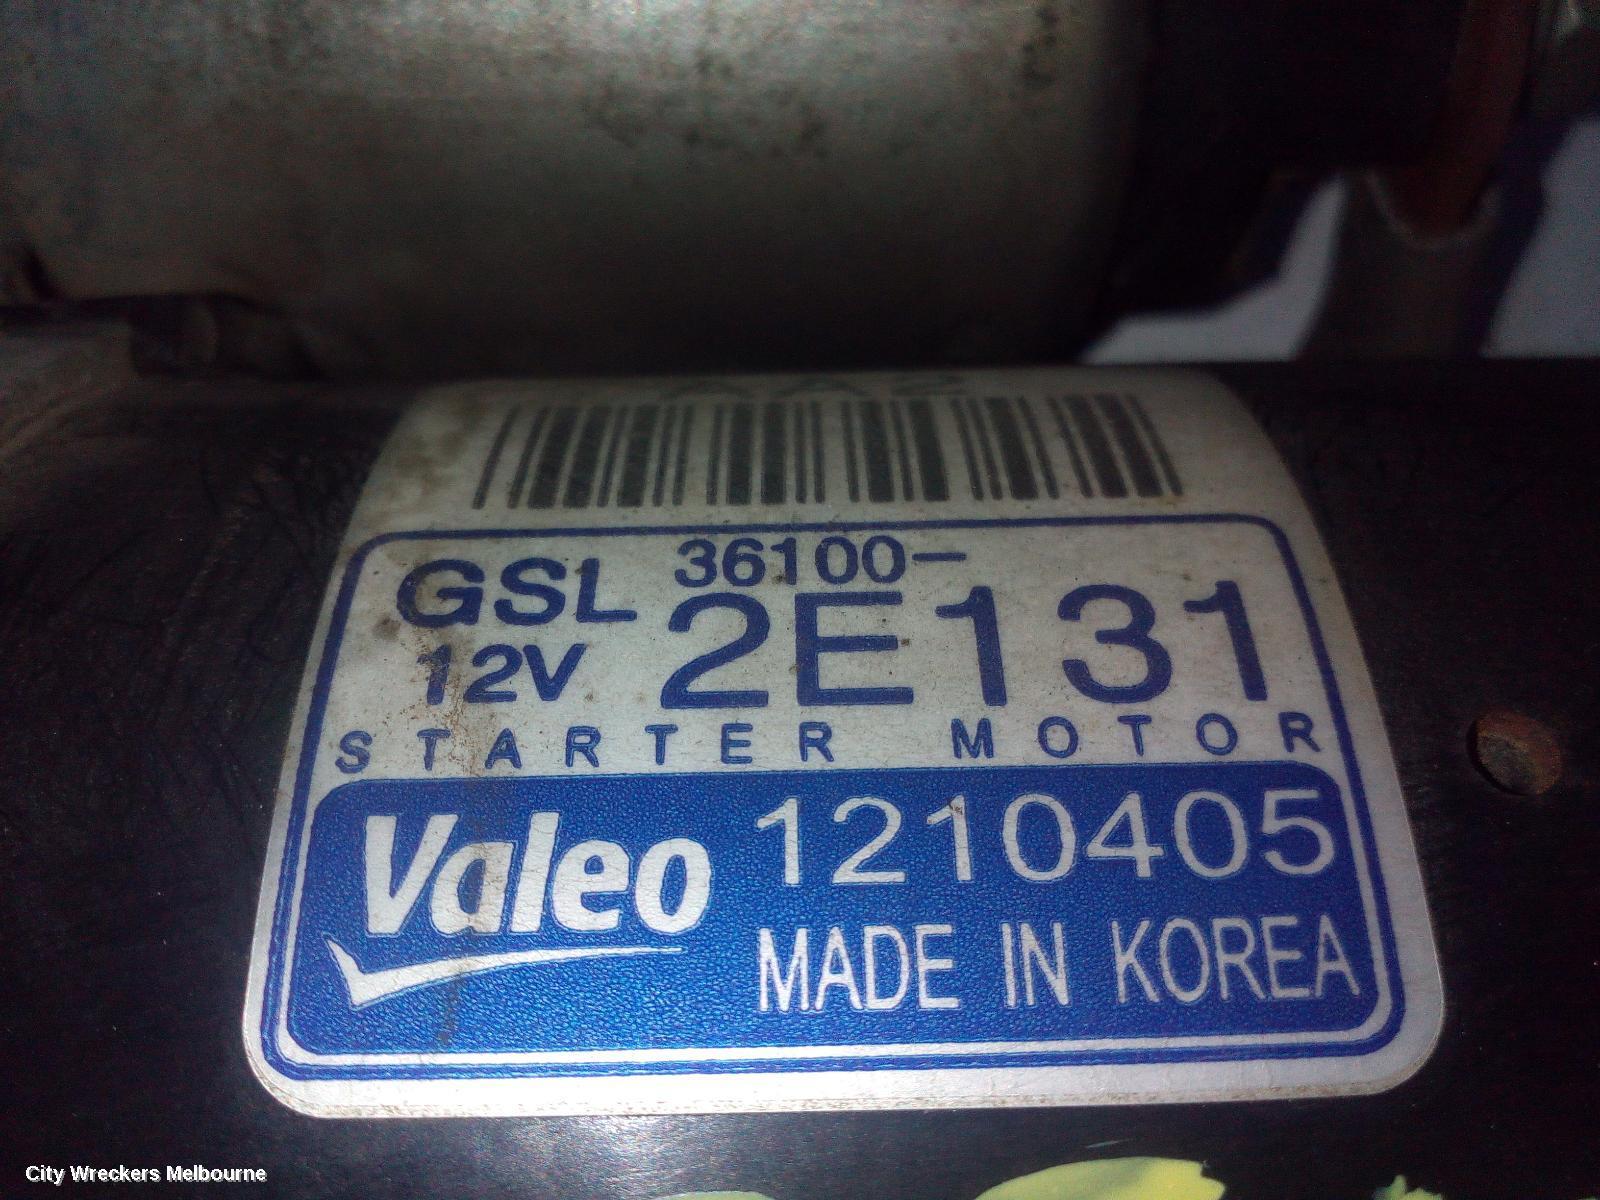 GSL 36100-
12V 2E131
STARTER MOTOR
Valeo 1210405
MADE IN KOREA
City Wreckers Melbourne